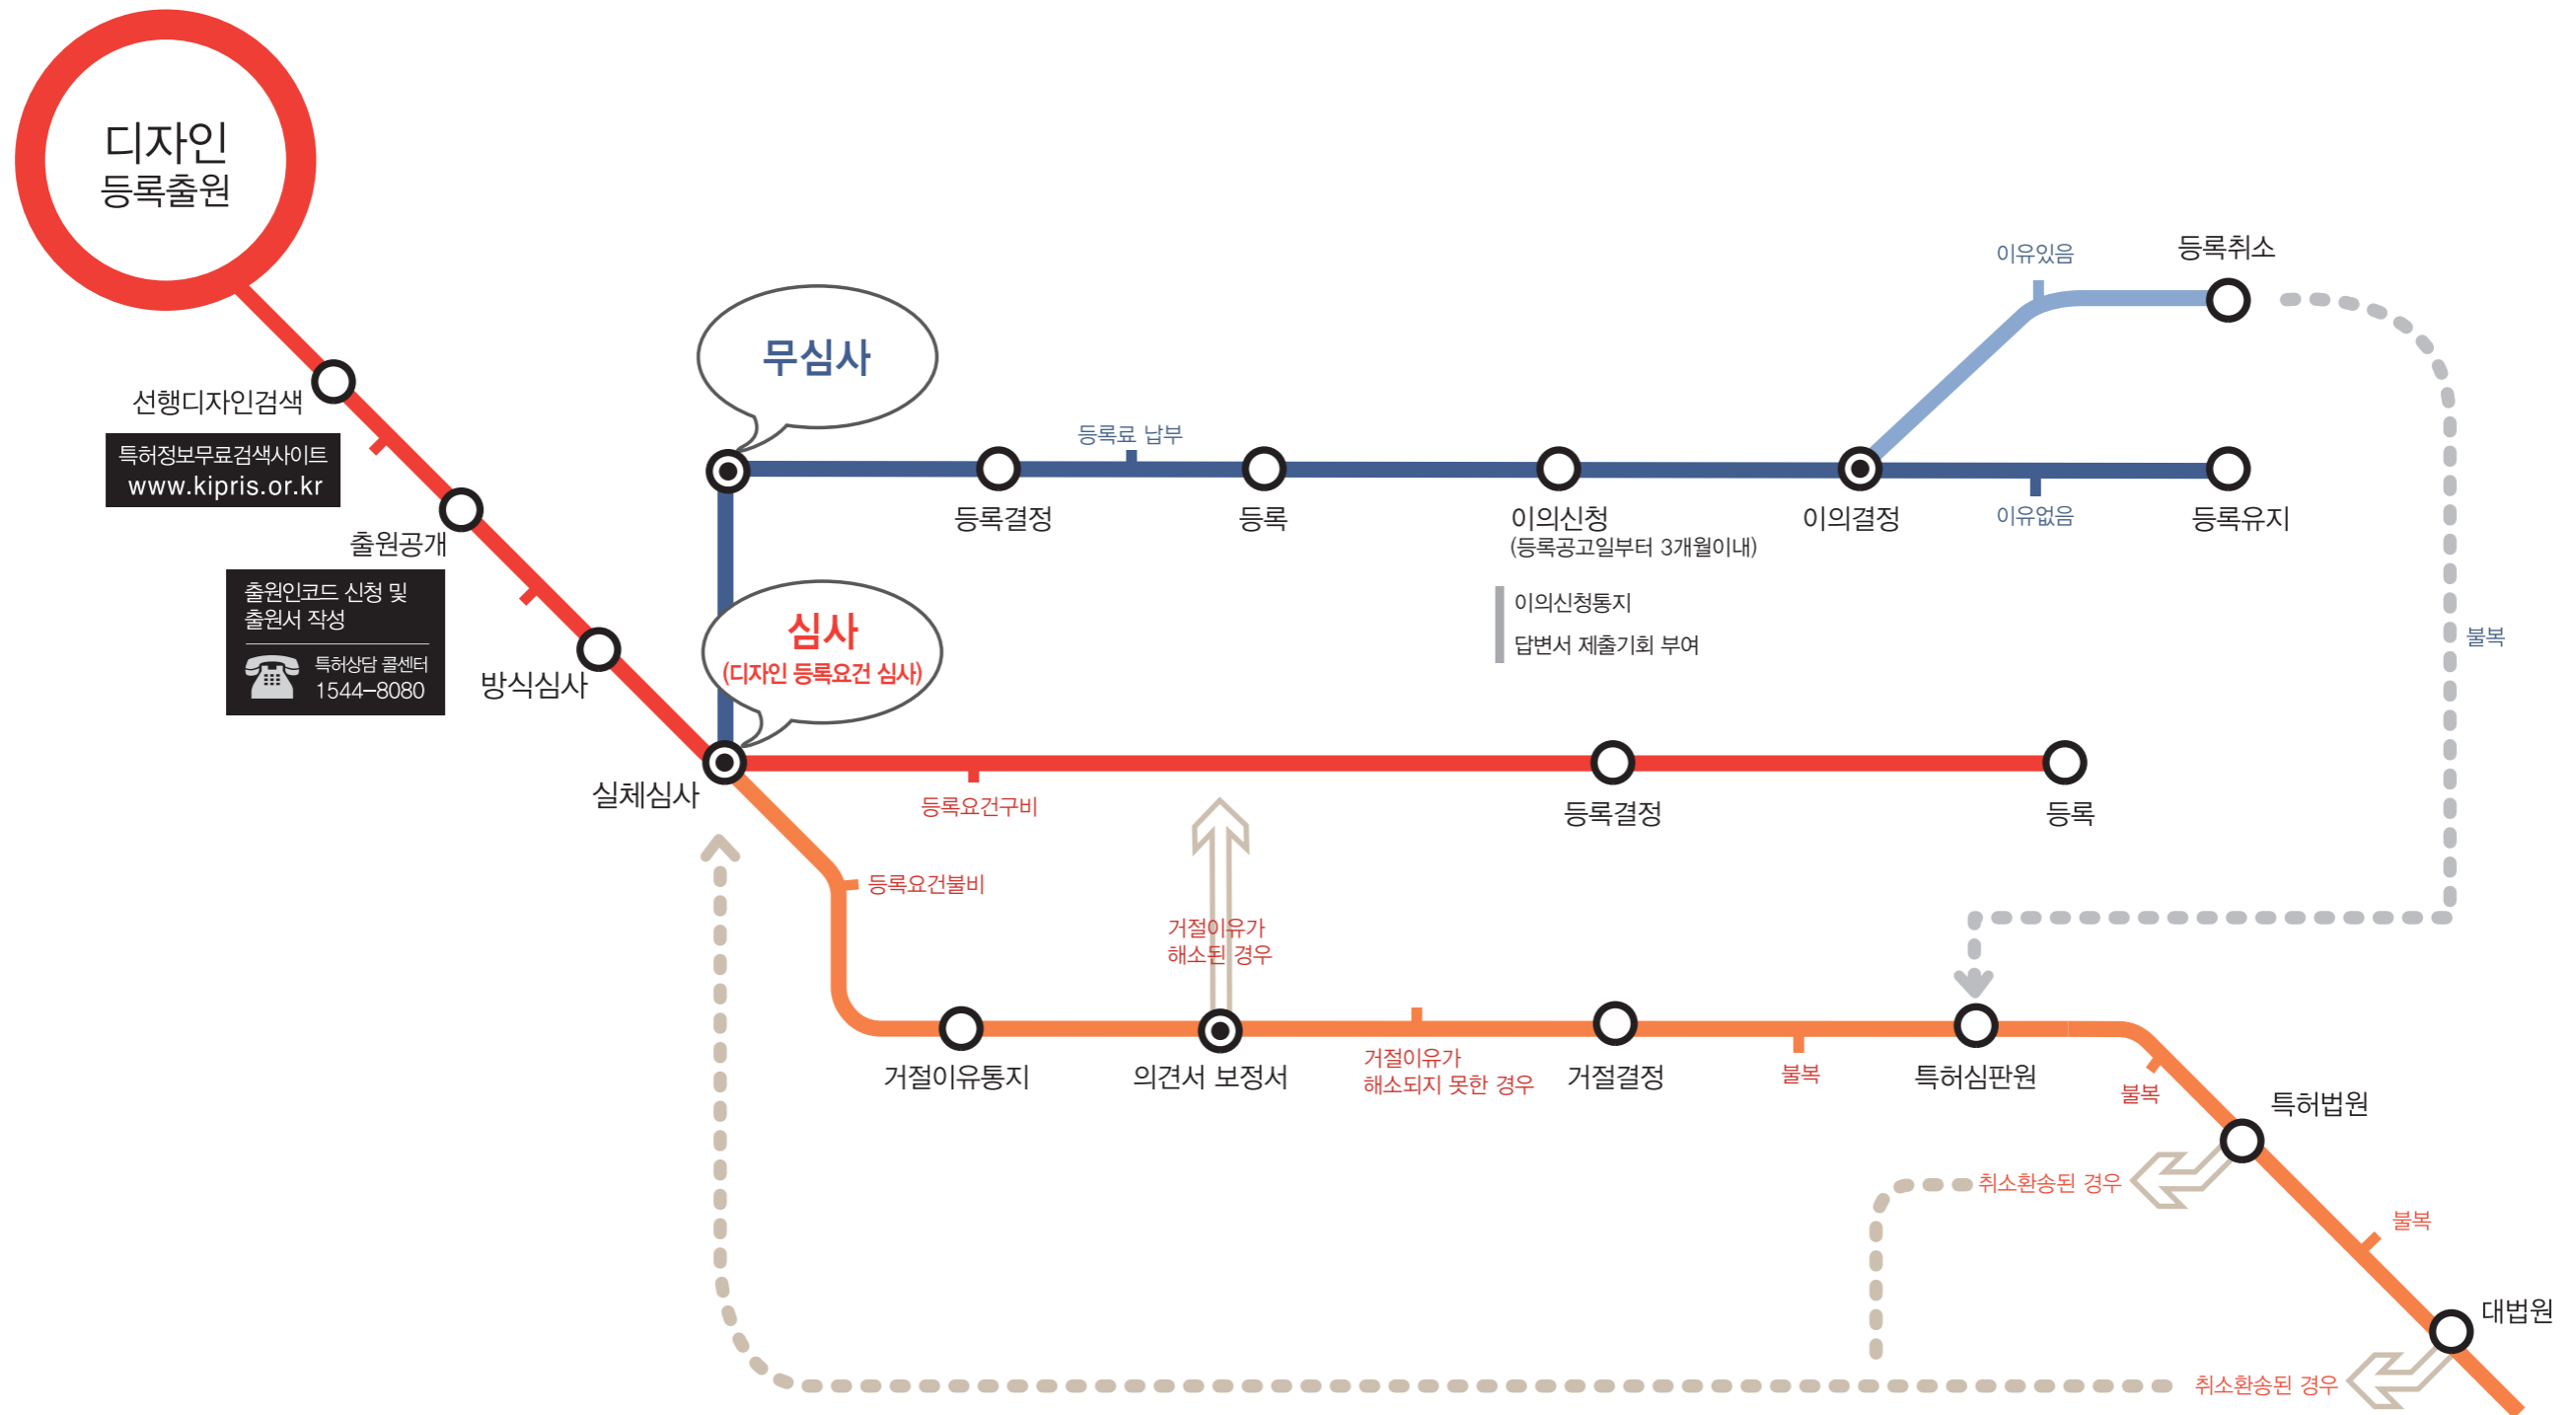 디자인
등록출원
선행디자인검색
특허정보무료검색사이트
www.kipris.or.kr
출원공개
출원인코드 신청 및
출원서 작성
특허상담 콜센터
1544-8080
방식심사
실체심사
무심사
등록결정
등록료 납부
등록
이의신청
(등록공고일부터 3개월이내)
이의신청통지
답변서 제출기회 부여
이의결정
이유있음
등록취소
이유없음
등록유지
불복
심사
(디자인 등록요건 심사)
등록요건구비
등록결정
등록
등록요건불비
거절이유가
해소된 경우
거절이유통지
의견서 보정서
거절이유가
해소되지 못한 경우
거절결정
불복
특허심판원
불복
특허법원
취소환송된 경우
불복
대법원
취소환송된 경우